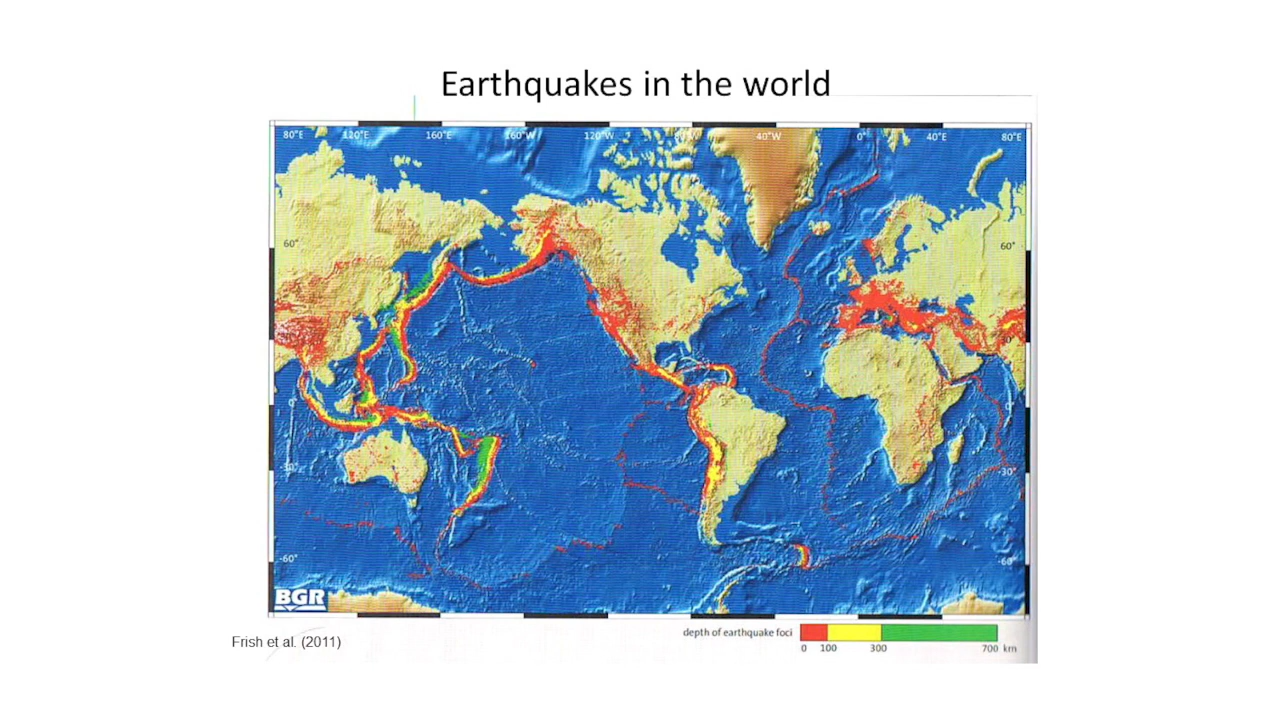 Earthquakes in the world
80°E 120°E 160°E 160°W 120°W 40°W 0° 40°E 80°E
60° 60°
0° 0°
-30°
-60° -60°
BGR
depth of earthquake foci
0 100 300 700 km
Frish et al. (2011)